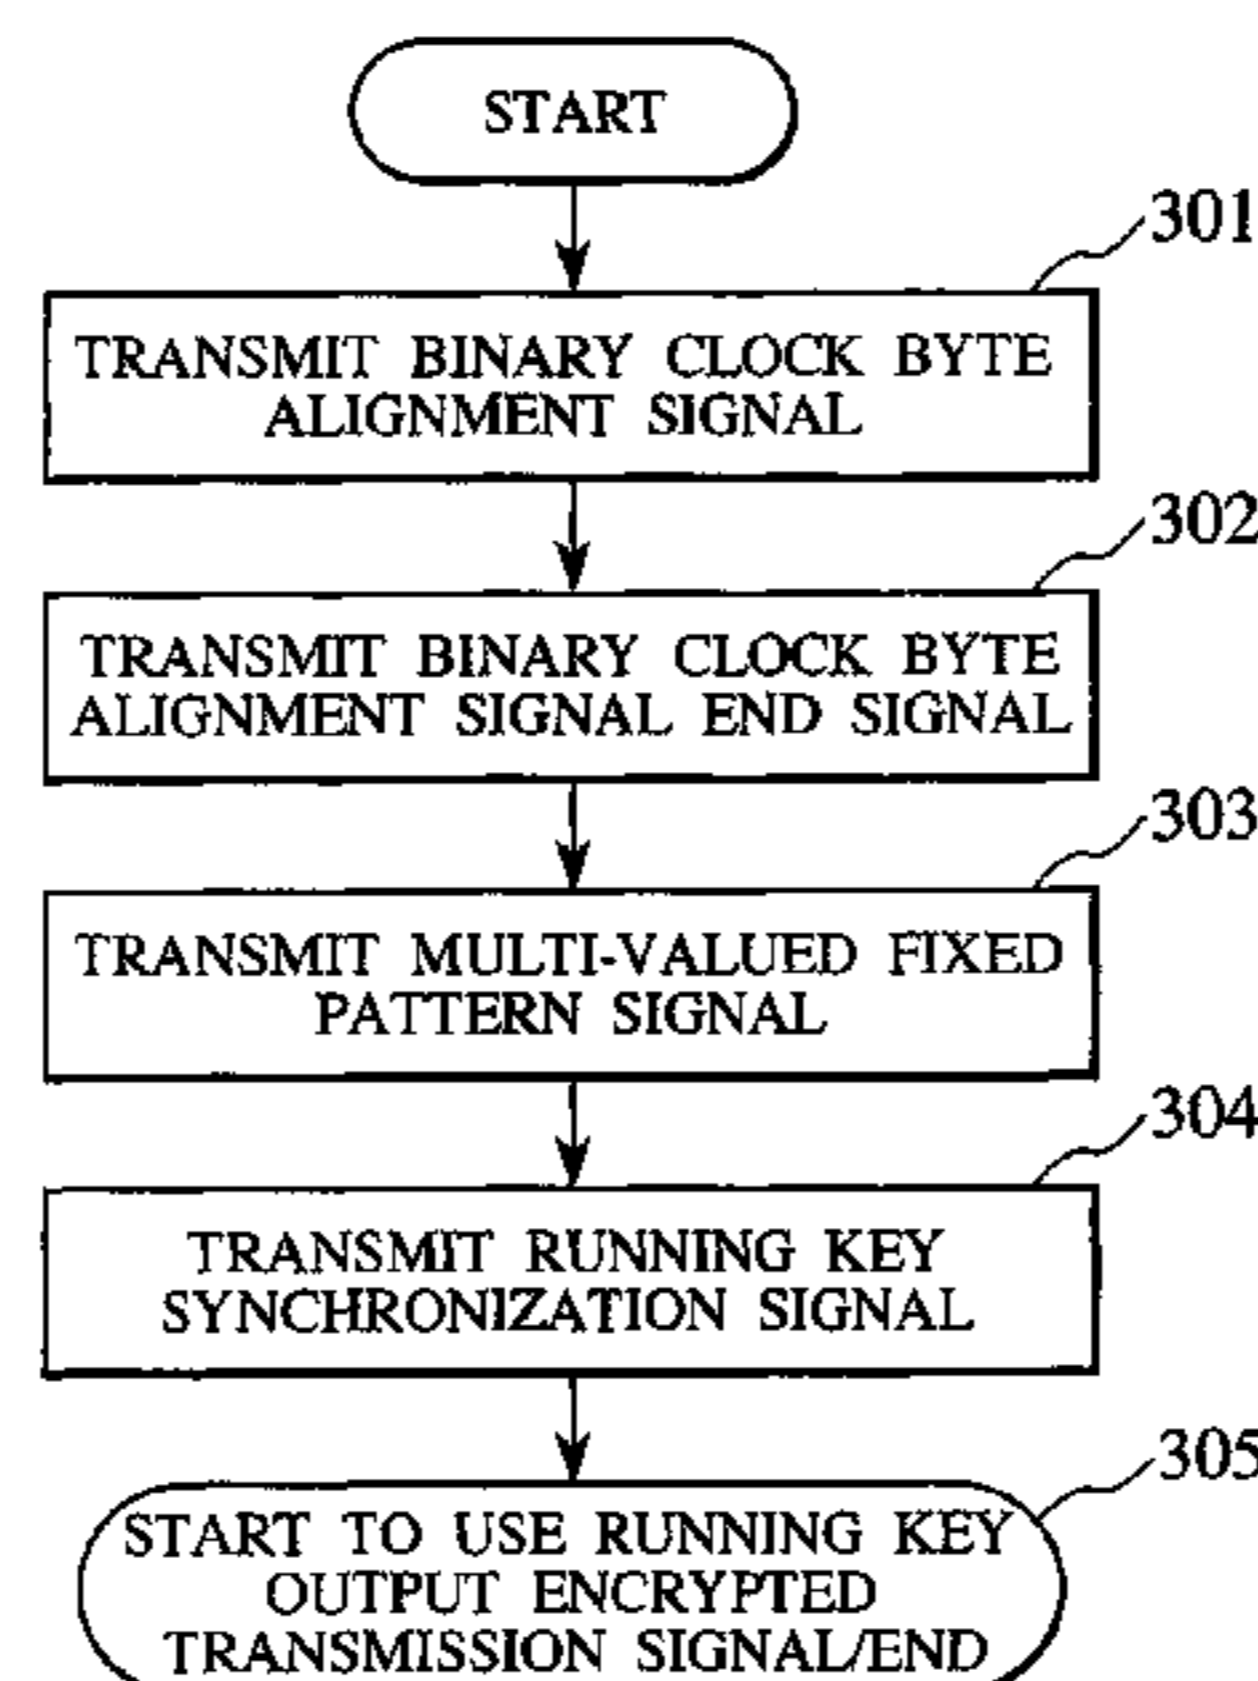 START
301
TRANSMIT BINARY CLOCK BYTE
ALIGNMENT SIGNAL
302
TRANSMIT BINARY CLOCK BYTE
ALIGNMENT SIGNAL END SIGNAL
303
TRANSMIT MULTI-VALUED FIXED
PATTERN SIGNAL
304
TRANSMIT RUNNING KEY
SYNCHRONIZATION SIGNAL
305
START TO USE RUNNING KEY
OUTPUT ENCRYPTED
TRANSMISSION SIGNAL/END